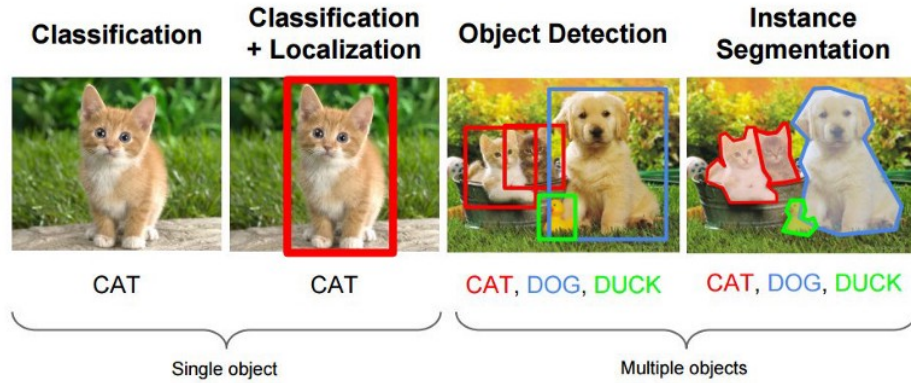 Classification
Classification
+ Localization
Object Detection
Instance
Segmentation
CAT
CAT
CAT, DOG, DUCK
CAT, DOG, DUCK
Single object
Multiple objects